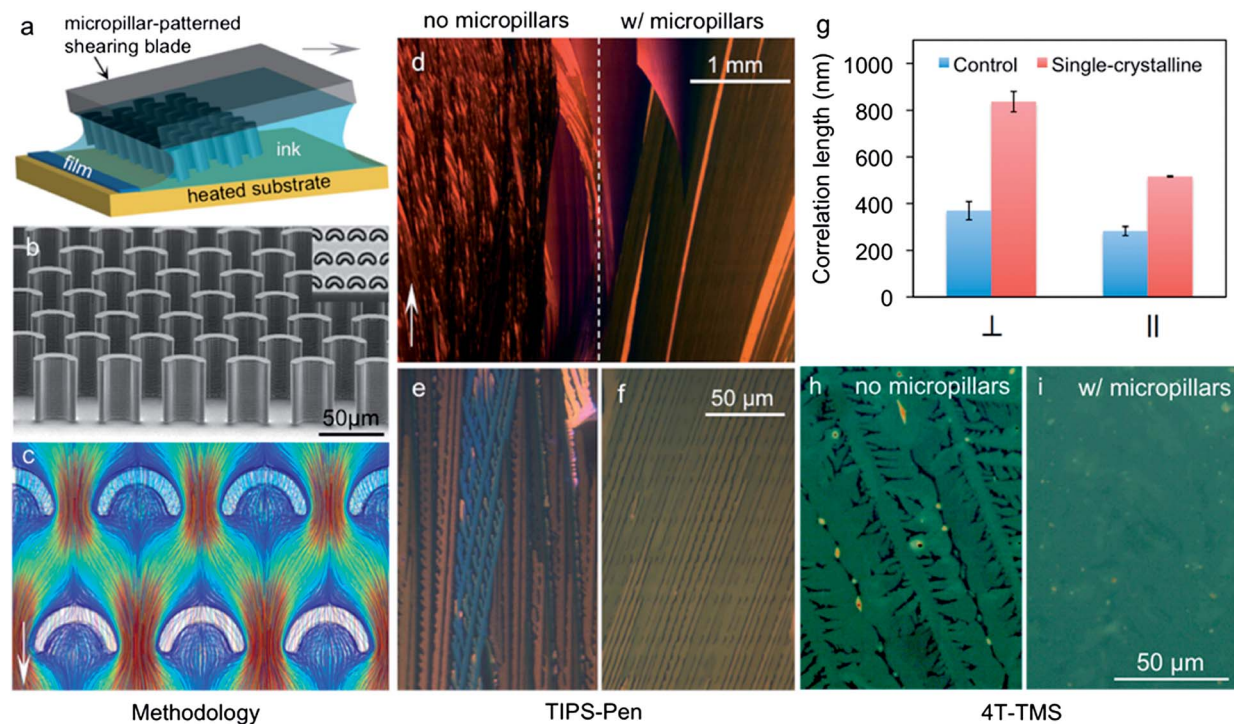 a
micropillar-patterned
shearing blade
ink
film
heated substrate
b
50μm
c
Methodology
no micropillars
w/ micropillars
d
1 mm
e
f
50 μm
TIPS-Pen
g
Correlation length (nm)
1000
800
600
400
200
0
Control
Single-crystalline
⊥
||
h
no micropillars
i
w/ micropillars
50 μm
4T-TMS